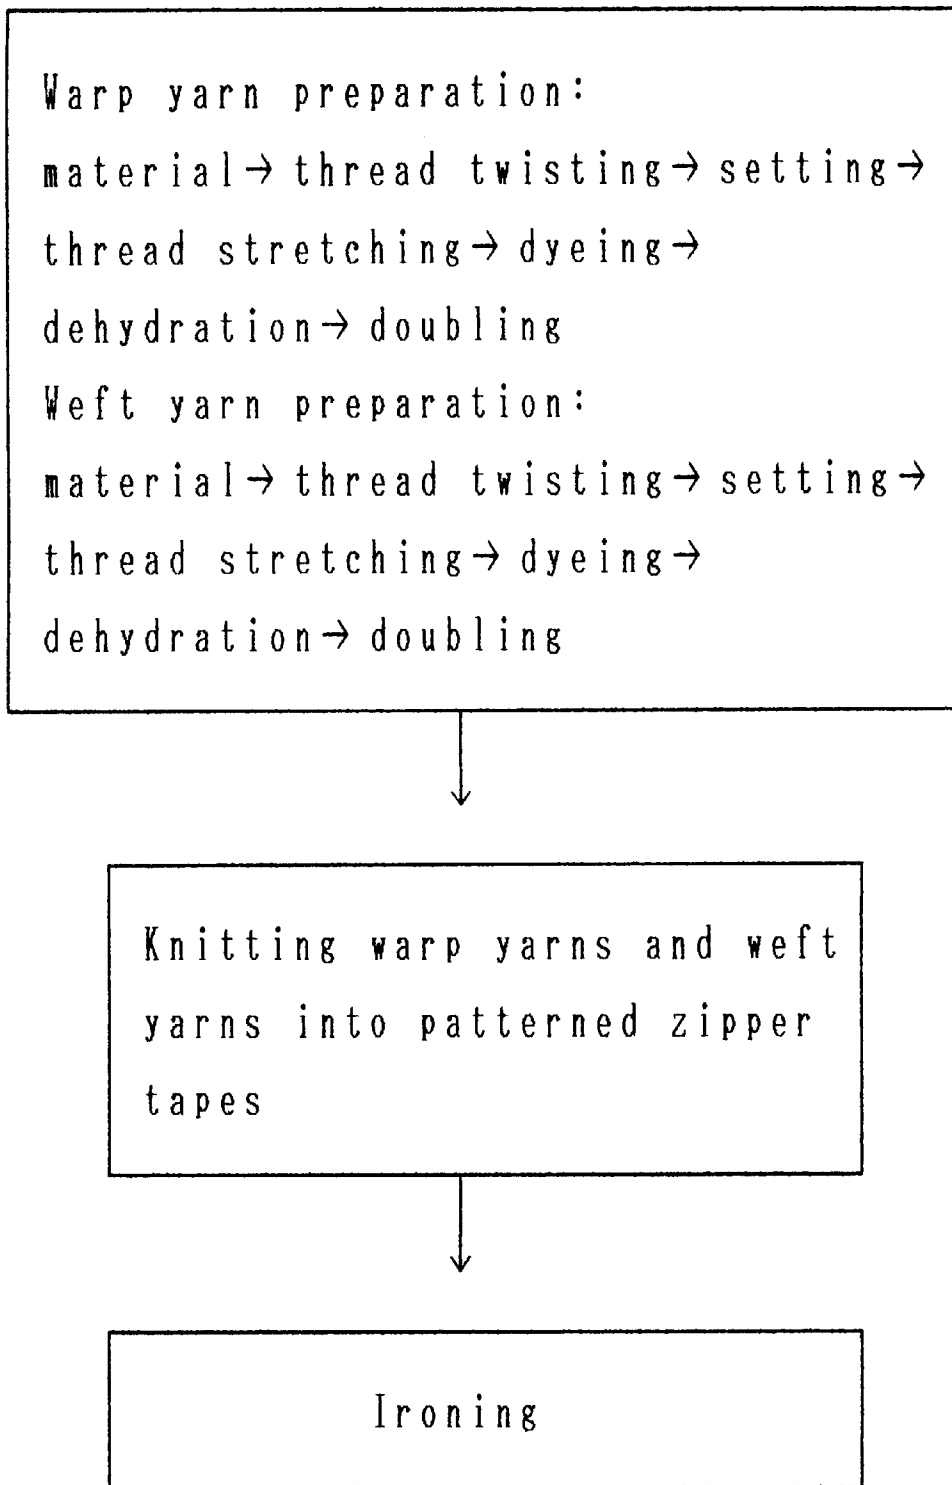 Warp yarn preparation:
material→ thread twisting→ setting→
thread stretching→ dyeing→
dehydration→ doubling
Weft yarn preparation:
material→ thread twisting→ setting→
thread stretching→ dyeing→
dehydration→ doubling
Knitting warp yarns and weft
yarns into patterned zipper
tapes
Ironing